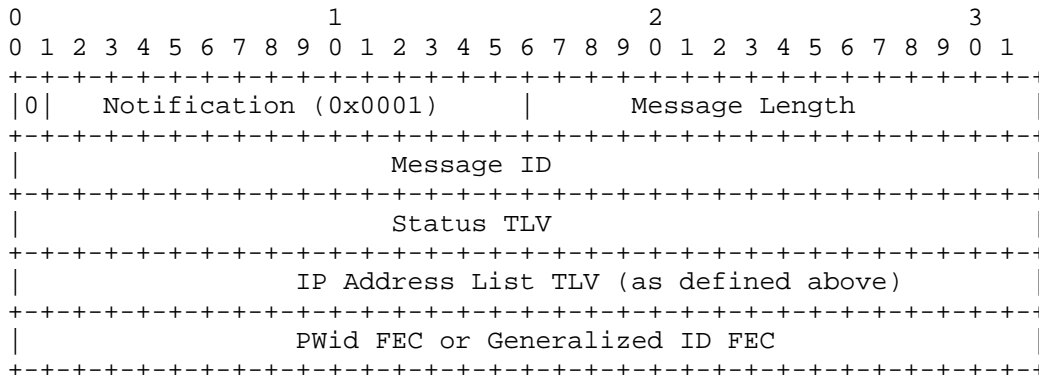 0                   1                   2                   3
0 1 2 3 4 5 6 7 8 9 0 1 2 3 4 5 6 7 8 9 0 1 2 3 4 5 6 7 8 9 0 1
+-+-+-+-+-+-+-+-+-+-+-+-+-+-+-+-+-+-+-+-+-+-+-+-+-+-+-+-+-+-+-+-+
|0|   Notification (0x0001)     |      Message Length           |
+-+-+-+-+-+-+-+-+-+-+-+-+-+-+-+-+-+-+-+-+-+-+-+-+-+-+-+-+-+-+-+-+
|                       Message ID                              |
+-+-+-+-+-+-+-+-+-+-+-+-+-+-+-+-+-+-+-+-+-+-+-+-+-+-+-+-+-+-+-+-+
|                       Status TLV                              |
+-+-+-+-+-+-+-+-+-+-+-+-+-+-+-+-+-+-+-+-+-+-+-+-+-+-+-+-+-+-+-+-+
|                 IP Address List TLV (as defined above)        |
+-+-+-+-+-+-+-+-+-+-+-+-+-+-+-+-+-+-+-+-+-+-+-+-+-+-+-+-+-+-+-+-+
|                 PWid FEC or Generalized ID FEC                |
+-+-+-+-+-+-+-+-+-+-+-+-+-+-+-+-+-+-+-+-+-+-+-+-+-+-+-+-+-+-+-+-+